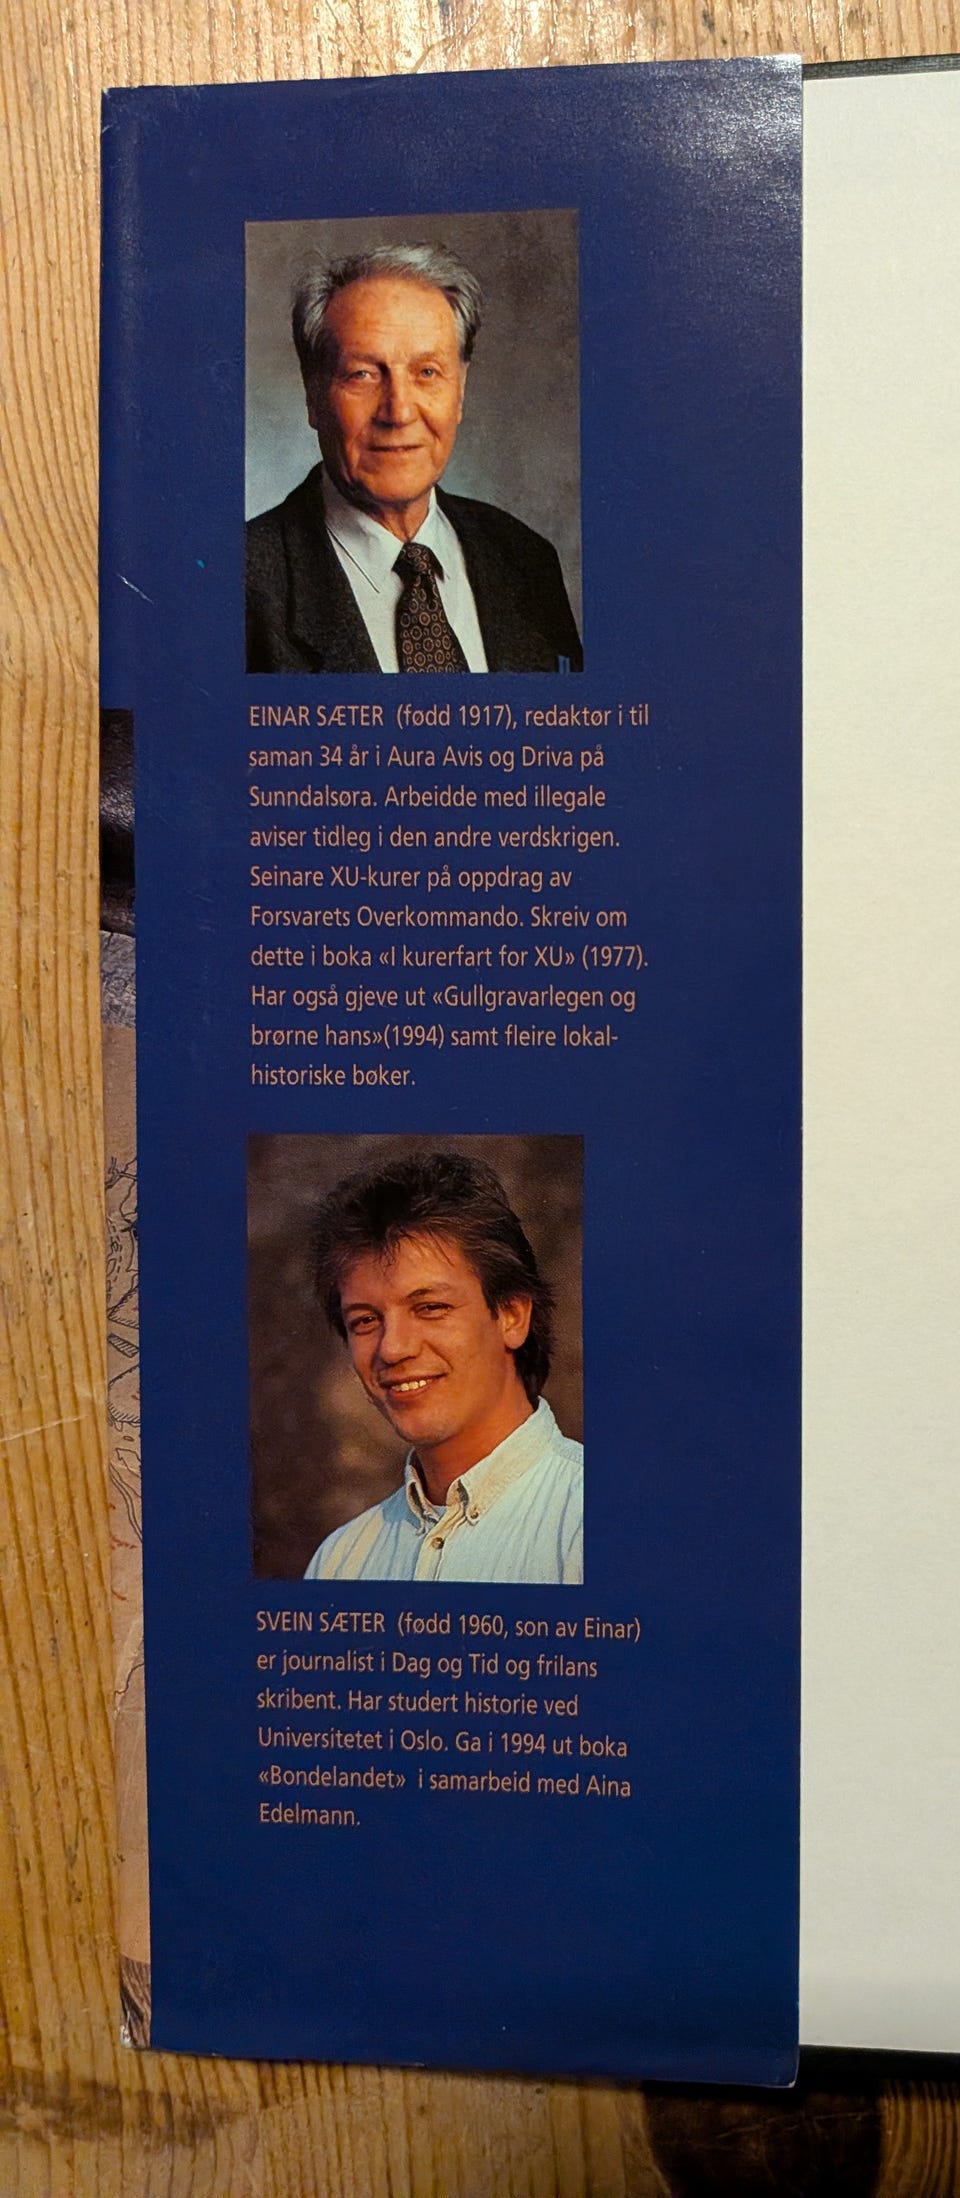 EINAR SÆTER (fødd 1917), redaktør i til
saman 34 år i Aura Avis og Driva på
Sunndalsøra. Arbeidde med illegale
aviser tidleg i den andre verdskrigen.
Seinare XU-kurer på oppdrag av
Forsvarets Overkommando. Skreiv om
dette i boka «I kurerfart for XU» (1977).
Har også gjeve ut «Gullgravarlegen og
brørne hans»(1994) samt fleire lokal-
historiske bøker.
SVEIN SÆTER (fødd 1960, son av Einar)
er journalist i Dag og Tid og frilans
skribent. Har studert historie ved
Universitetet i Oslo. Ga i 1994 ut boka
«Bondelandet» i samarbeid med Aina
Edelmann.